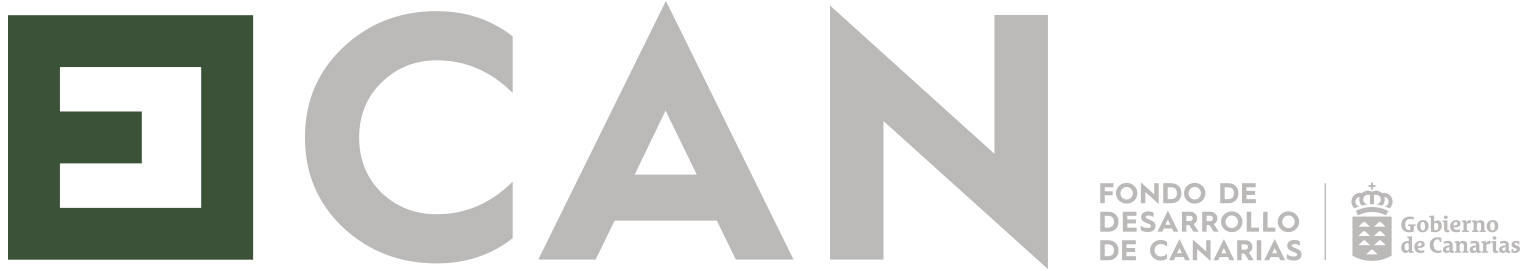 CAN
FONDO DE
DESARROLLO
DE CANARIAS
Gobierno
de Canarias